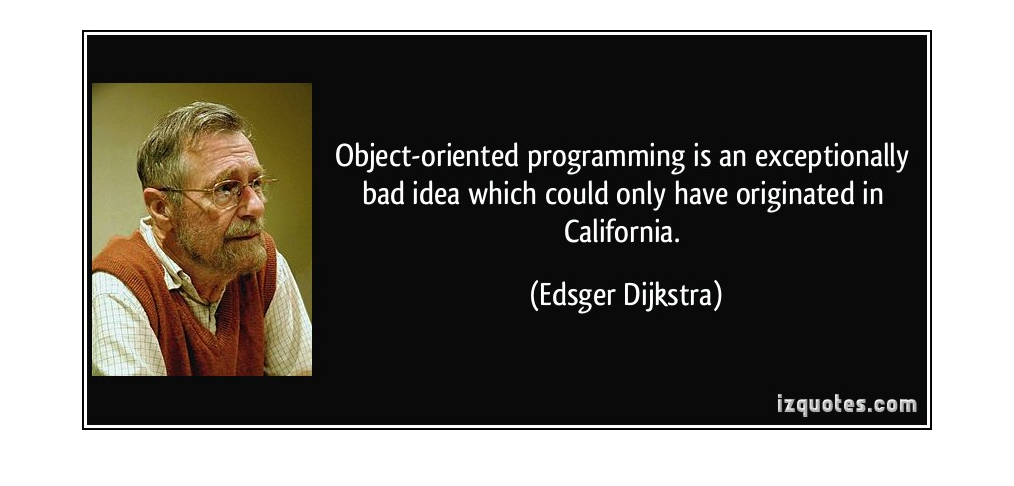 Object-oriented programming is an exceptionally
bad idea which could only have originated in
California.
(Edsger Dijkstra)
izquotes.com